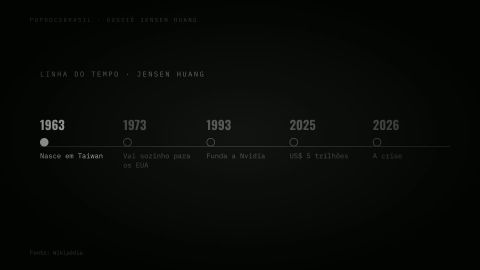 POPDOCSBRASIL · DOSSIÊ JENSEN HUANG
LINHA DO TEMPO · JENSEN HUANG
1963
1973
1993
2025
2026
Nasce em Taiwan
Vai sozinho para
os EUA
Funda a Nvidia
US$ 5 trilhões
A crise
Fonte: Wikipédia